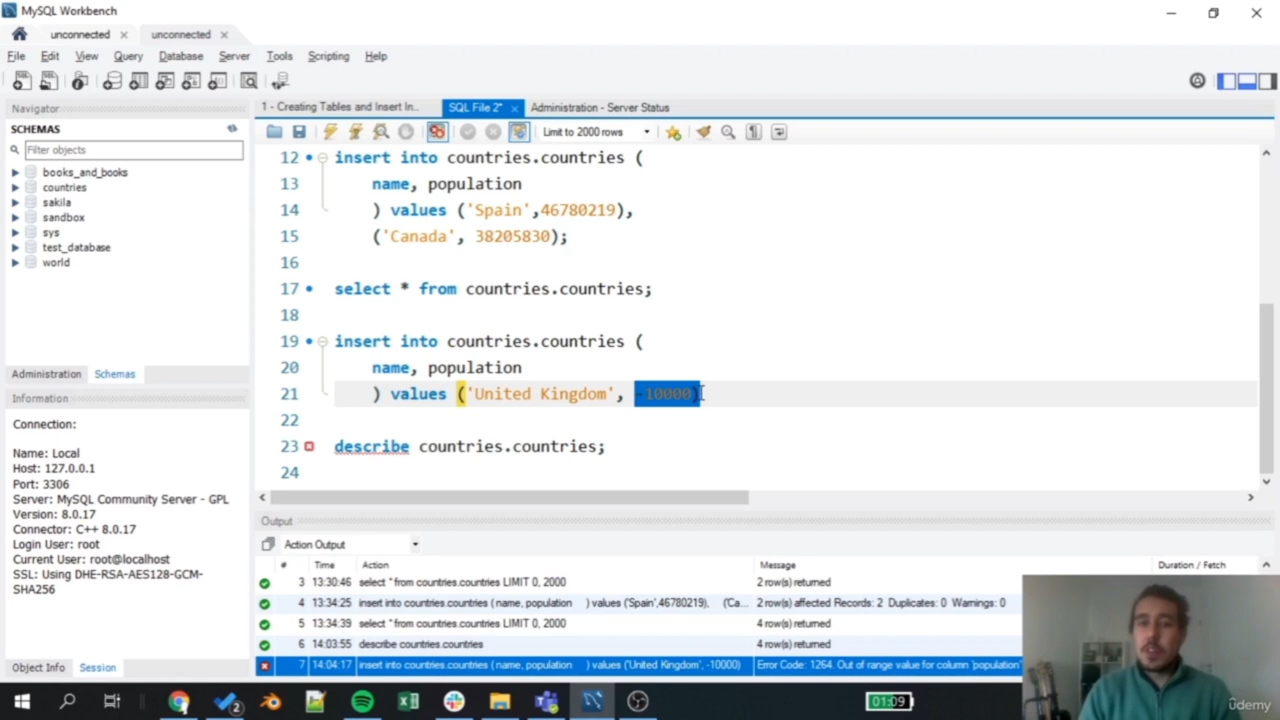 MySQL Workbench
unconnected × unconnected ×
File Edit View Query Database Server Tools Scripting Help
Navigator
SCHEMAS
Filter objects
books_and_books
countries
sakila
sandbox
sys
test_database
world
Administration Schemas
Information
Connection:
Name: Local
Host: 127.0.0.1
Port: 3306
Server: MySQL Community Server - GPL
Version: 8.0.17
Connector: C++ 8.0.17
Login User: root
Current User: root@localhost
SSL: Using DHE-RSA-AES128-GCM-
SHA256
Object Info Session
1 - Creating Tables and Insert In... SQL File 2* × Administration - Server Status
Limit to 2000 rows
12 insert into countries.countries (
13 name, population
14 ) values ('Spain',46780219),
15 ('Canada', 38205830);
16
17 select * from countries.countries;
18
19 insert into countries.countries (
20 name, population
21 ) values ('United Kingdom', -10000)
22
23 describe countries.countries;
24
Output
Action Output
# Time Action Message Duration / Fetch
3 13:30:46 select * from countries.countries LIMIT 0, 2000 2 row(s) returned
4 13:34:25 insert into countries.countries ( name, population ) values ('Spain',46780219), ('Ca... 2 row(s) affected Records: 2 Duplicates: 0 Warnings: 0
5 13:34:39 select * from countries.countries LIMIT 0, 2000 4 row(s) returned
6 14:03:55 describe countries.countries 4 row(s) returned
7 14:04:17 insert into countries.countries ( name, population ) values ('United Kingdom', -10000) Error Code: 1264. Out of range value for column 'population'
2
01:09
ûdemy